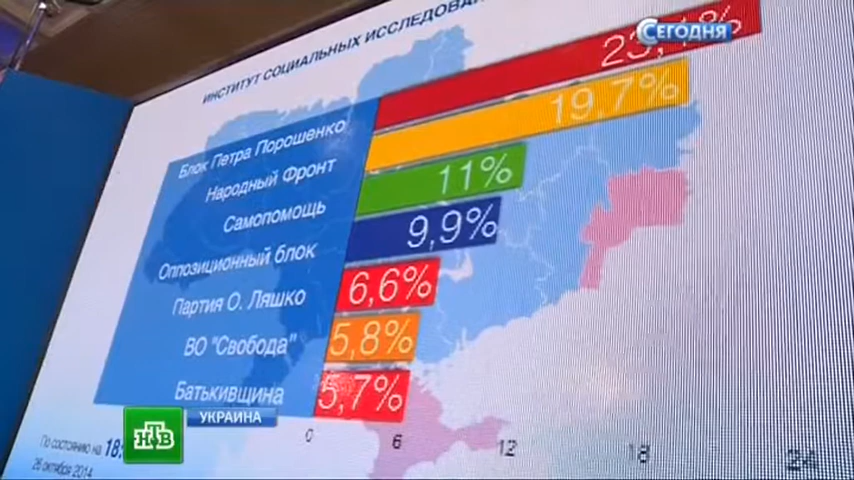 СЕГОДНЯ
ИНСТИТУТ СОЦИАЛЬНЫХ
Блок Петра Порошенко
Народный Фронт 19,7%
Самопомощь 11%
Оппозиционный блок 9,9%
Партия О. Ляшко 6,6%
ВО "Свобода" 5,8%
Батькивщина 5,7%
0 6 12 18 24
По состоянию на 18:
26 октября 2014
НТВ
УКРАИНА